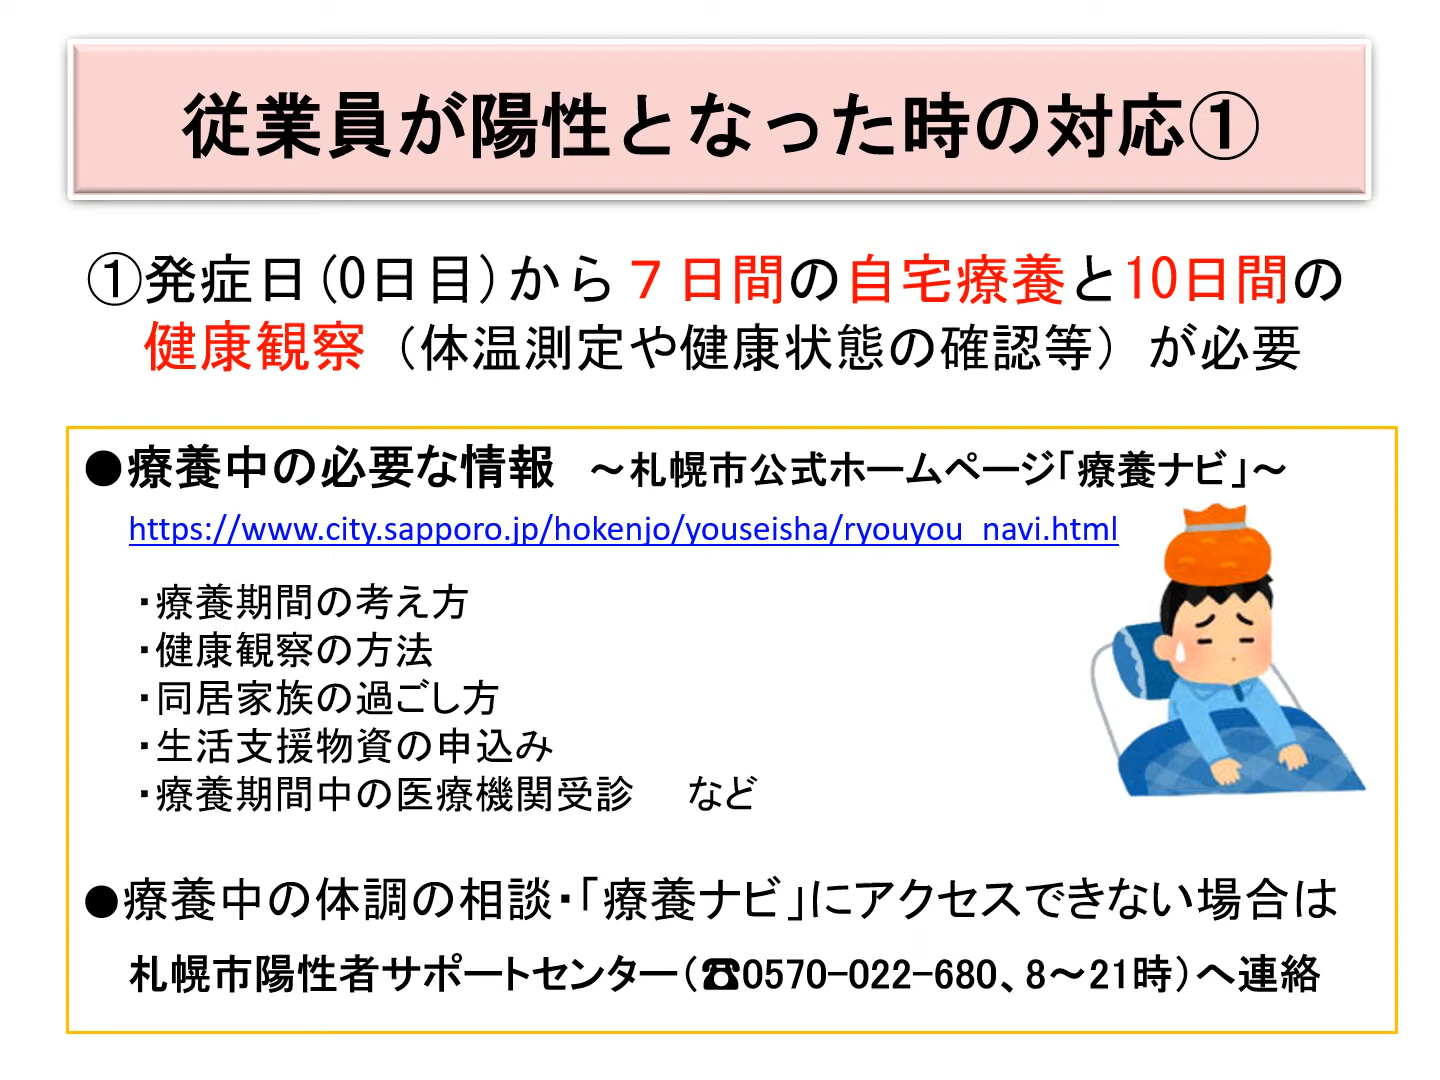 従業員が陽性となった時の対応①
①発症日(0日目)から７日間の自宅療養と10日間の
健康観察（体温測定や健康状態の確認等）が必要
●療養中の必要な情報　～札幌市公式ホームページ「療養ナビ」～
https://www.city.sapporo.jp/hokenjo/youseisha/ryouyou_navi.html
・療養期間の考え方
・健康観察の方法
・同居家族の過ごし方
・生活支援物資の申込み
・療養期間中の医療機関受診　など
●療養中の体調の相談・「療養ナビ」にアクセスできない場合は
札幌市陽性者サポートセンター（☎0570-022-680、8～21時）へ連絡